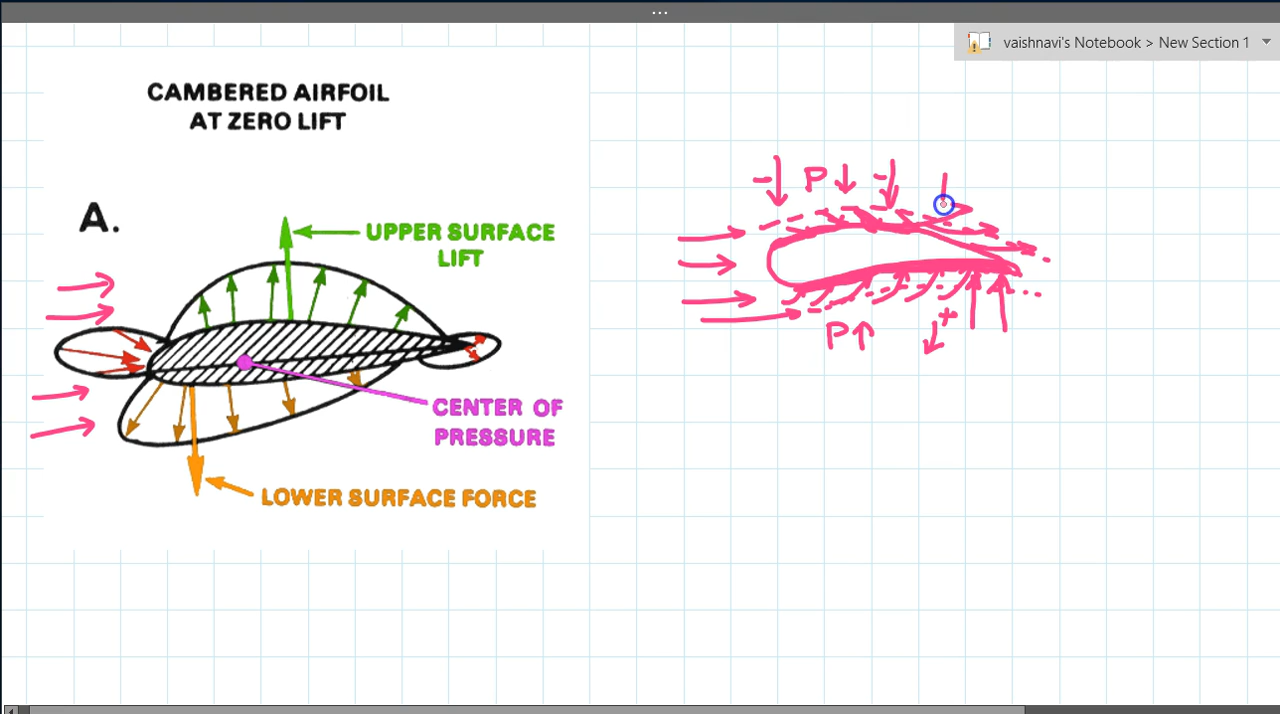 ...
vaishnavi's Notebook > New Section 1
CAMBERED AIRFOIL
AT ZERO LIFT
A.
UPPER SURFACE
LIFT
CENTER OF
PRESSURE
LOWER SURFACE FORCE
- ↓ P ↓ - ↓
P ↑
+